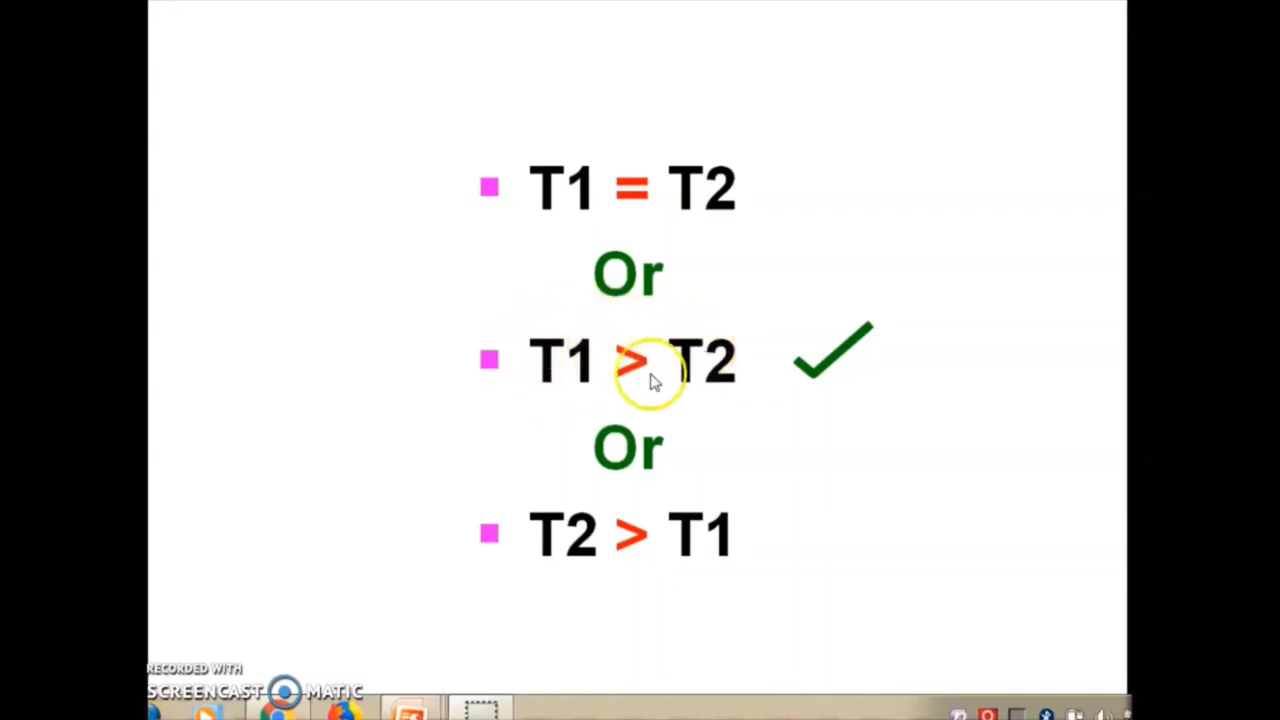 T1 = T2
Or
T1 > T2
Or
T2 > T1
RECORDED WITH
SCREENCAST MATIC